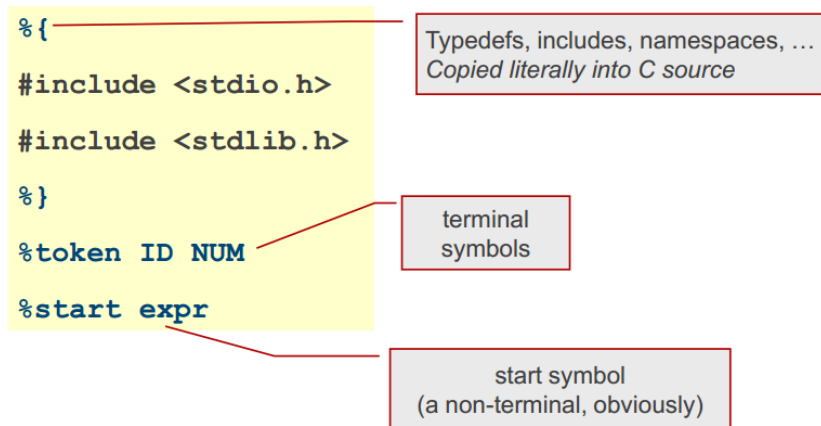 %{
#include <stdio.h>
#include <stdlib.h>
%}
%token ID NUM
%start expr
Typedefs, includes, namespaces, …
Copied literally into C source
terminal
symbols
start symbol
(a non-terminal, obviously)